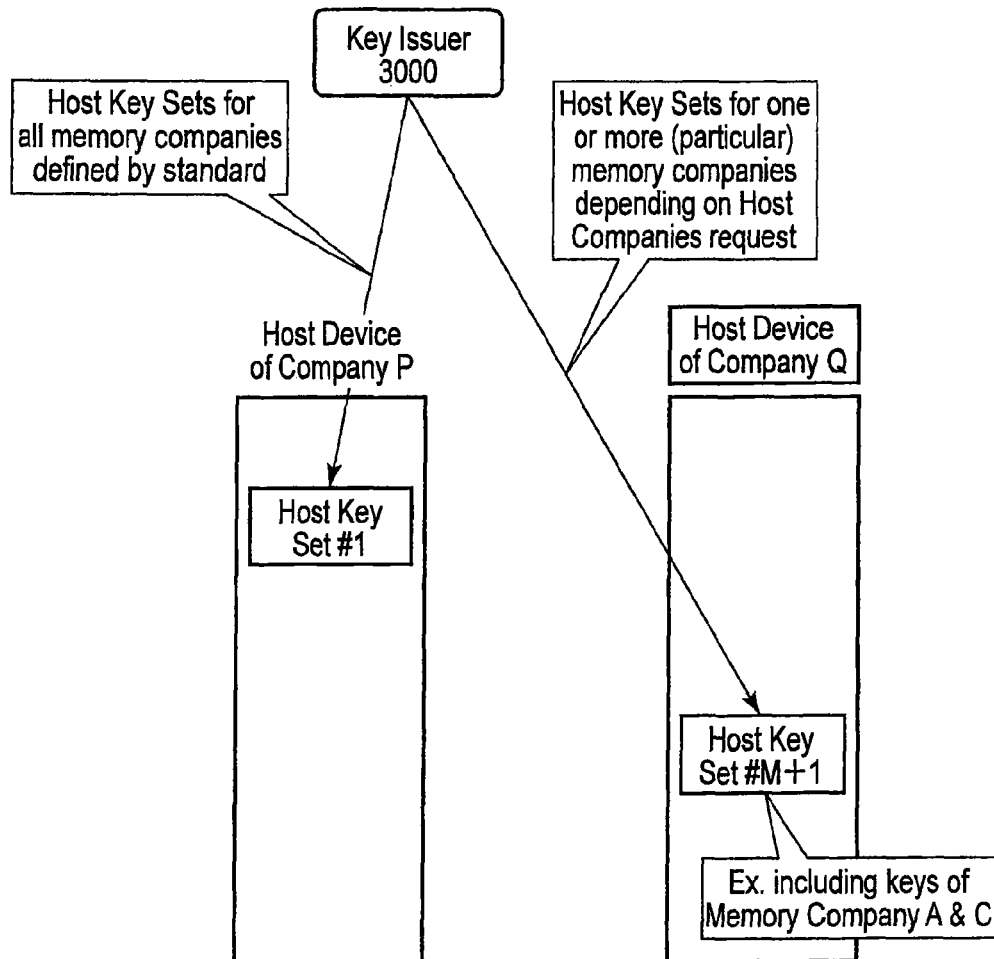 Key Issuer
3000
Host Key Sets for
all memory companies
defined by standard
Host Key Sets for one
or more (particular)
memory companies
depending on Host
Companies request
Host Device
of Company P
Host Device
of Company Q
Host Key
Set #1
Host Key
Set #M+1
Ex. including keys of
Memory Company A & C